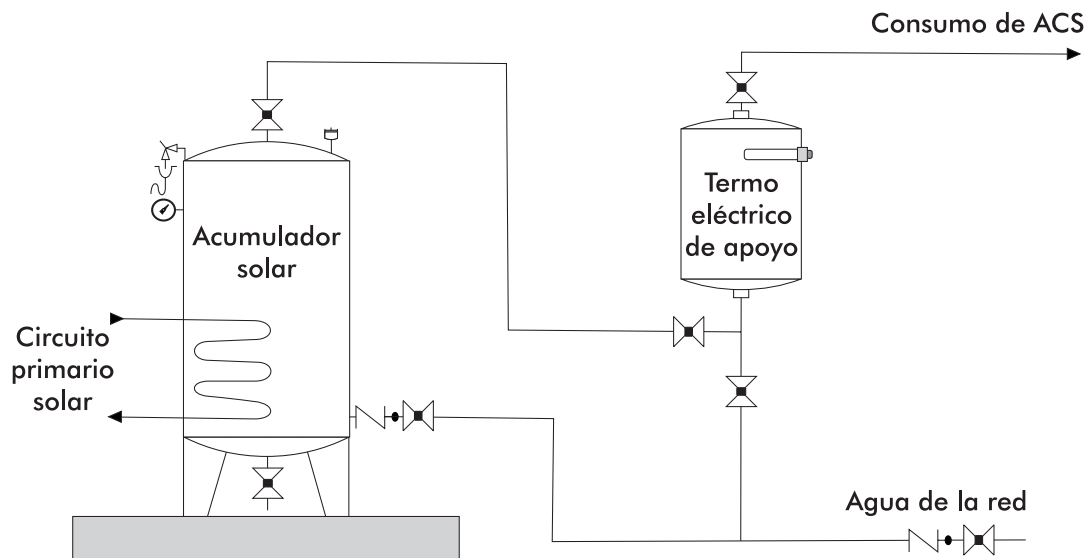 Consumo de ACS
Termo
eléctrico
de apoyo
Acumulador
solar
Circuito
primario
solar
Agua de la red